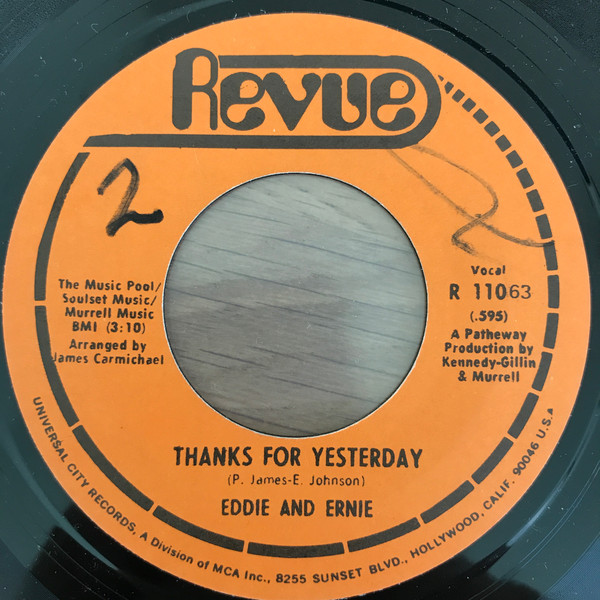 Revue
2
2
The Music Pool/
Soulset Music/
Murrell Music
BMI (3:10)
Arranged by
James Carmichael
Vocal
R 11063
(.595)
A Patheway
Production by
Kennedy-Gillin
& Murrell
THANKS FOR YESTERDAY
(P. James-E. Johnson)
EDDIE AND ERNIE
UNIVERSAL CITY RECORDS, A Division of MCA Inc., 8255 SUNSET BLVD., HOLLYWOOD, CALIF. 90046 U.S.A